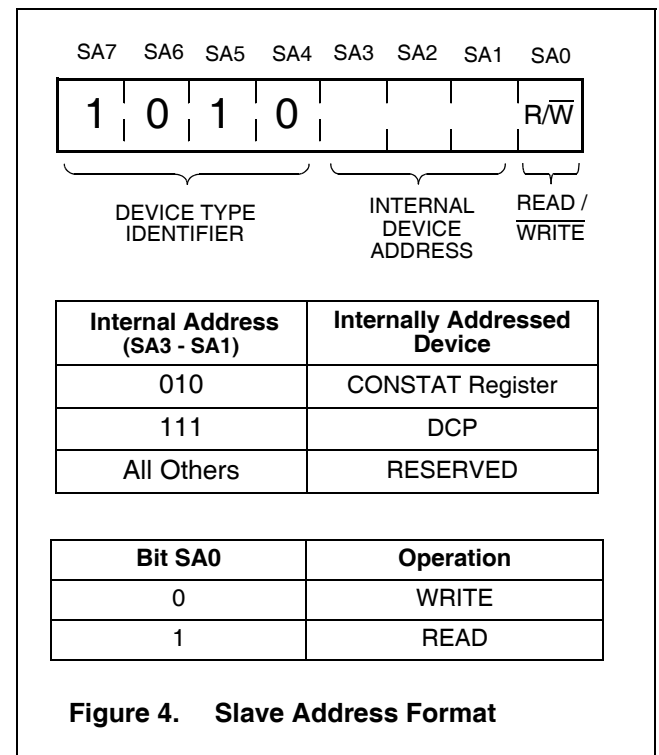 SA7 SA6 SA5 SA4 SA3 SA2 SA1 SA0
1 0 1 0 R/W̅
DEVICE TYPE IDENTIFIER
INTERNAL DEVICE ADDRESS
READ / W̅R̅I̅T̅E̅
Internal Address (SA3 - SA1) Internally Addressed Device
010 CONSTAT Register
111 DCP
All Others RESERVED
Bit SA0 Operation
0 WRITE
1 READ
Figure 4. Slave Address Format